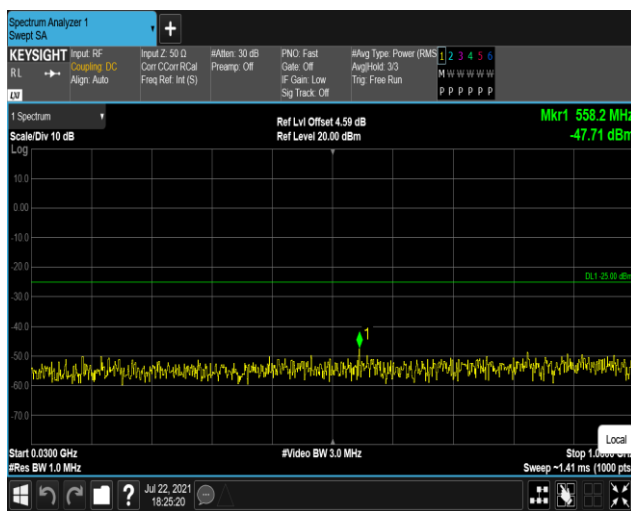 Spectrum Analyzer 1
Swept SA
+
KEYSIGHT
RL
LXI
Input: RF
Coupling: DC
Align: Auto
Input Z: 50 Ω
Corr CCorr RCal
Freq Ref: Int (S)
#Atten: 30 dB
Preamp: Off
PNO: Fast
Gate: Off
IF Gain: Low
Sig Track: Off
#Avg Type: Power (RMS
Avg|Hold: 3/3
Trig: Free Run
1 2 3 4 5 6
M W W W W W
P P P P P P
1 Spectrum
Scale/Div 10 dB
Log
Ref Lvl Offset 4.59 dB
Ref Level 20.00 dBm
Mkr1 558.2 MHz
-47.71 dBm
10.0
0.00
-10.0
-20.0
DL1 -25.00 dBm
-30.0
-40.0
1
-50.0
-60.0
-70.0
Local
Start 0.0300 GHz
#Video BW 3.0 MHz
Stop
#Res BW 1.0 MHz
Sweep ~1.41 ms (1000 pts
?
Jul 22, 2021
18:25:20